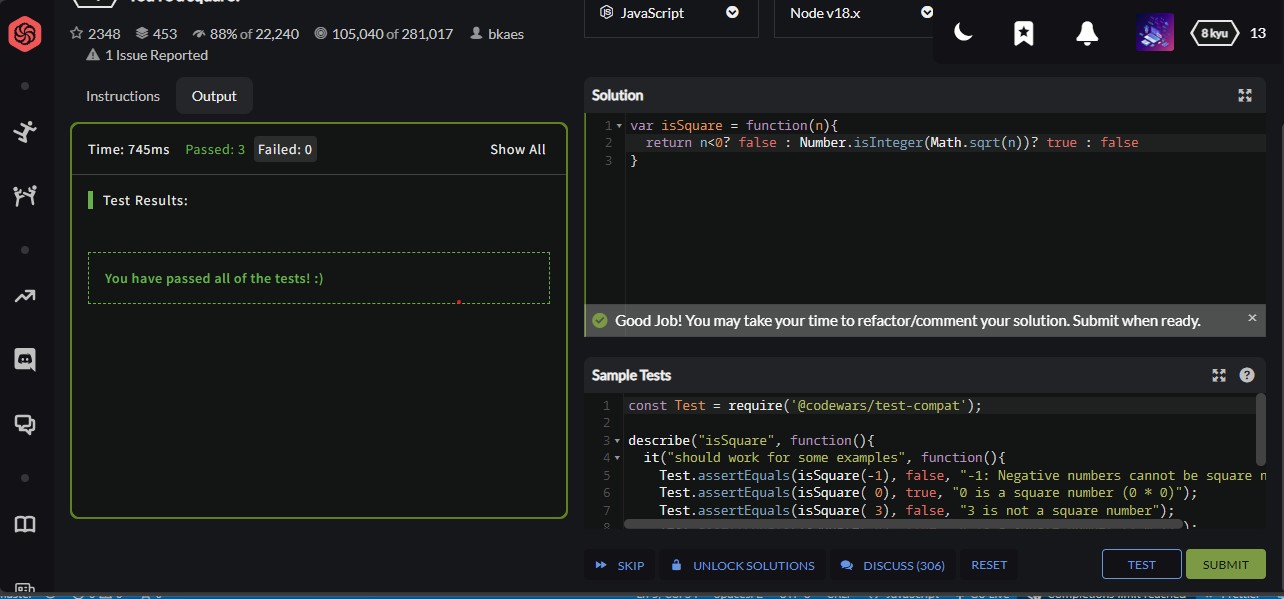 You're a square!
2348 453 88% of 22,240 105,040 of 281,017 bkaes
1 Issue Reported
JavaScript
Node v18.x
8 kyu 13
Instructions Output
Time: 745ms Passed: 3 Failed: 0 Show All
Test Results:
You have passed all of the tests! :)
Solution
1 var isSquare = function(n){
2 return n<0? false : Number.isInteger(Math.sqrt(n))? true : false
3 }
Good Job! You may take your time to refactor/comment your solution. Submit when ready. ×
Sample Tests ?
1 const Test = require('@codewars/test-compat');
2
3 describe("isSquare", function(){
4 it("should work for some examples", function(){
5 Test.assertEquals(isSquare(-1), false, "-1: Negative numbers cannot be square n
6 Test.assertEquals(isSquare( 0), true, "0 is a square number (0 * 0)");
7 Test.assertEquals(isSquare( 3), false, "3 is not a square number");
8
SKIP UNLOCK SOLUTIONS DISCUSS (306) RESET TEST SUBMIT